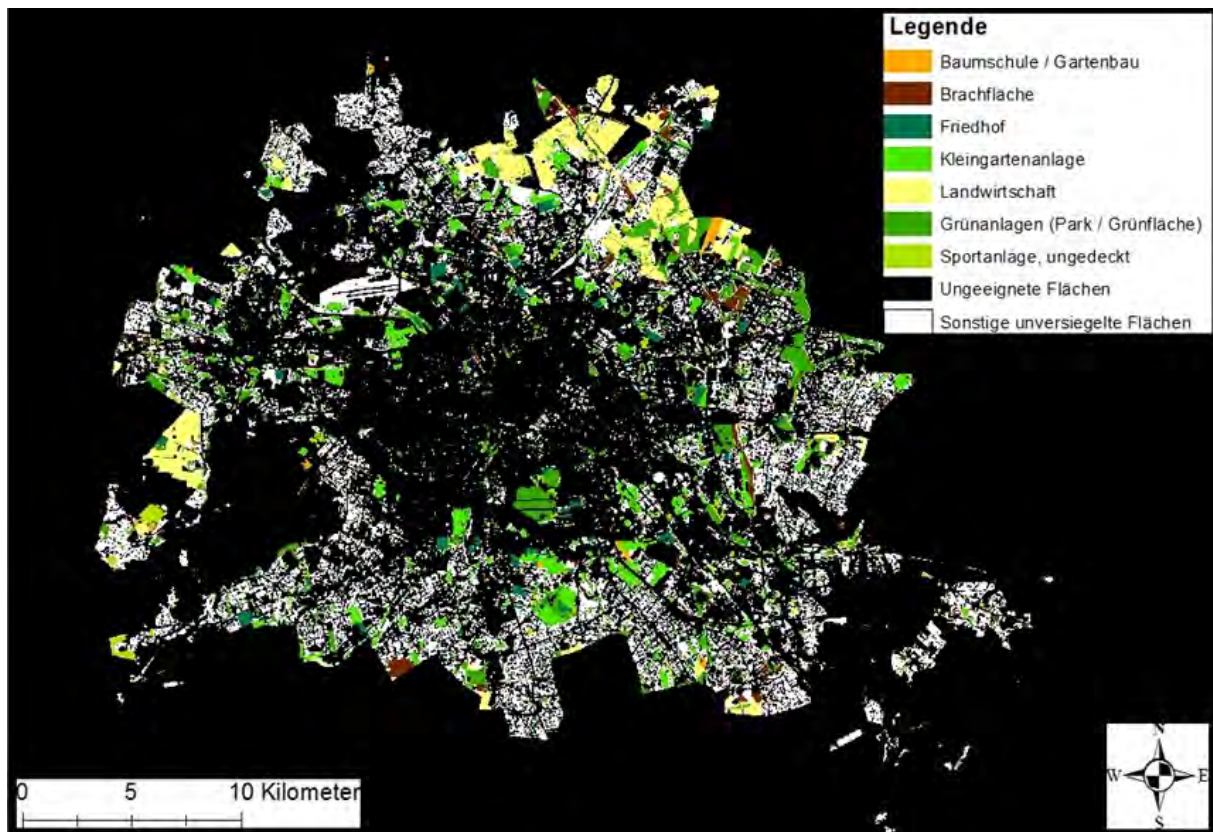 Legende
Baumschule / Gartenbau
Brachfläche
Friedhof
Kleingartenanlage
Landwirtschaft
Grünanlagen (Park / Grünfläche)
Sportanlage, ungedeckt
Ungeeignete Flächen
Sonstige unversiegelte Flächen
0 5 10 Kilometer
N
W E
S